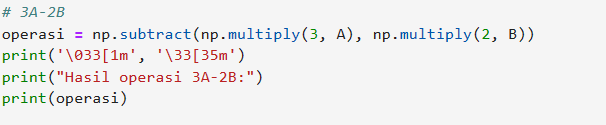 # 3A-2B
operasi = np.subtract(np.multiply(3, A), np.multiply(2, B))
print('\033[1m', '\33[35m')
print("Hasil operasi 3A-2B:")
print(operasi)